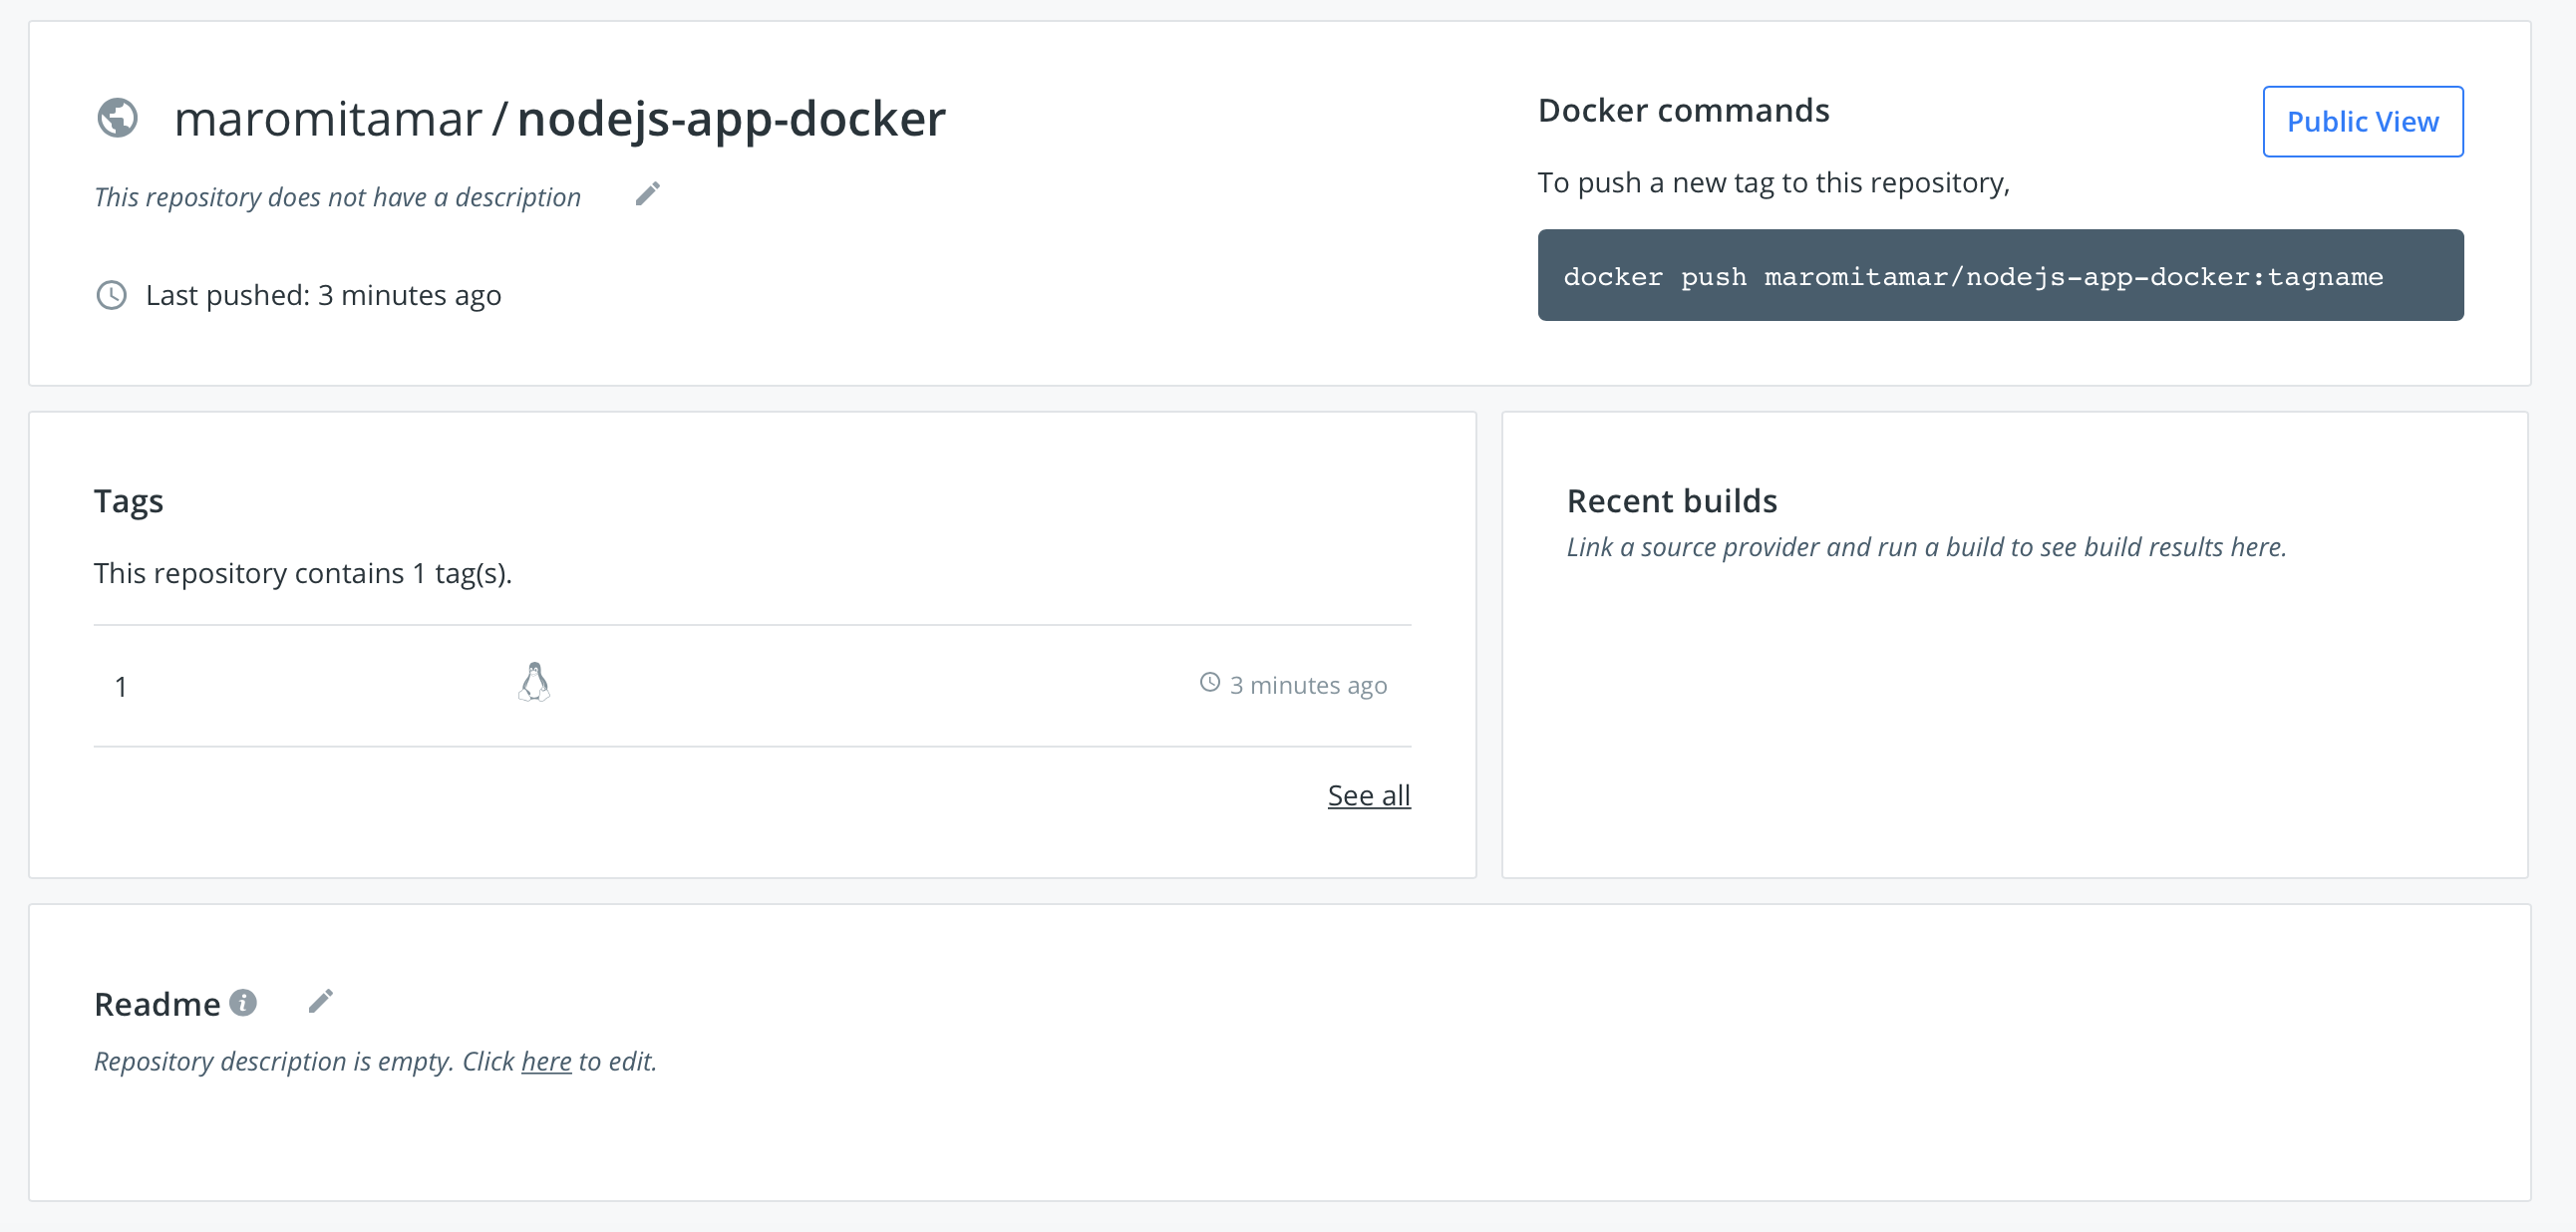 maromitamar / nodejs-app-docker
This repository does not have a description
Last pushed: 3 minutes ago
Docker commands
Public View
To push a new tag to this repository,
docker push maromitamar/nodejs-app-docker:tagname
Tags
This repository contains 1 tag(s).
1
3 minutes ago
See all
Recent builds
Link a source provider and run a build to see build results here.
Readme
Repository description is empty. Click here to edit.